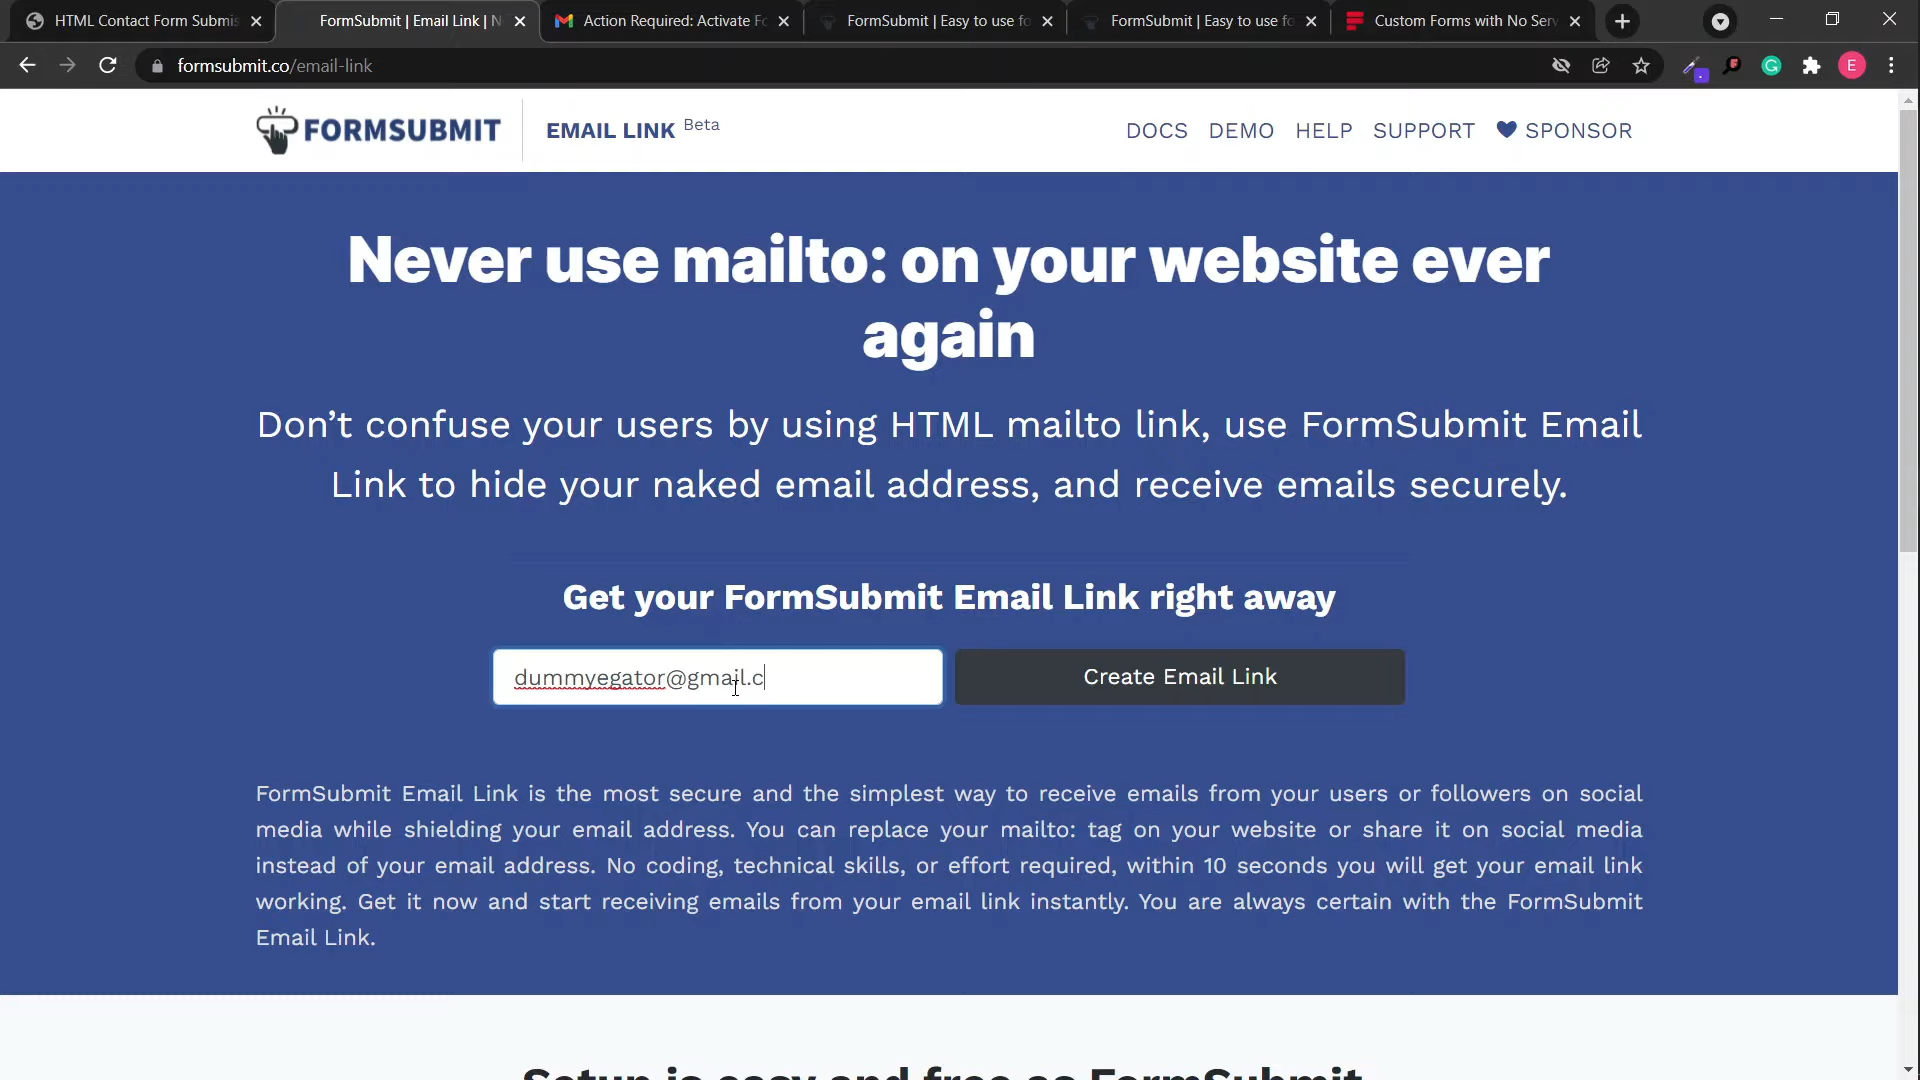 HTML Contact Form Submis
FormSubmit | Email Link | N
Action Required: Activate Fo
FormSubmit | Easy to use fo
FormSubmit | Easy to use fo
Custom Forms with No Serv
formsubmit.co/email-link
E
FORMSUBMIT
EMAIL LINK Beta
DOCS
DEMO
HELP
SUPPORT
SPONSOR
Never use mailto: on your website ever
again
Don’t confuse your users by using HTML mailto link, use FormSubmit Email
Link to hide your naked email address, and receive emails securely.
Get your FormSubmit Email Link right away
dummyegator@gmail.c
Create Email Link
FormSubmit Email Link is the most secure and the simplest way to receive emails from your users or followers on social
media while shielding your email address. You can replace your mailto: tag on your website or share it on social media
instead of your email address. No coding, technical skills, or effort required, within 10 seconds you will get your email link
working. Get it now and start receiving emails from your email link instantly. You are always certain with the FormSubmit
Email Link.
Setup is easy and free as FormSubmit